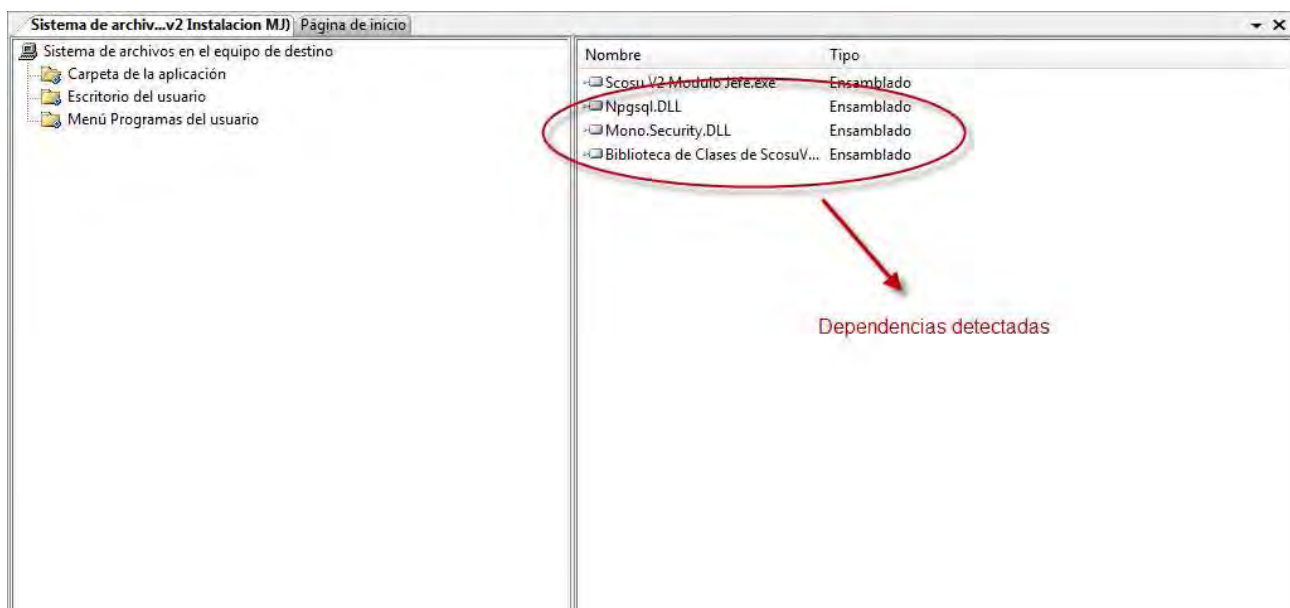 Sistema de archiv...v2 Instalacion MJ) Página de inicio
Sistema de archivos en el equipo de destino
Carpeta de la aplicación
Escritorio del usuario
Menú Programas del usuario
Nombre Tipo
Scosu V2 Modulo Jefe.exe Ensamblado
Npgsql.DLL Ensamblado
Mono.Security.DLL Ensamblado
Biblioteca de Clases de ScosuV... Ensamblado
Dependencias detectadas